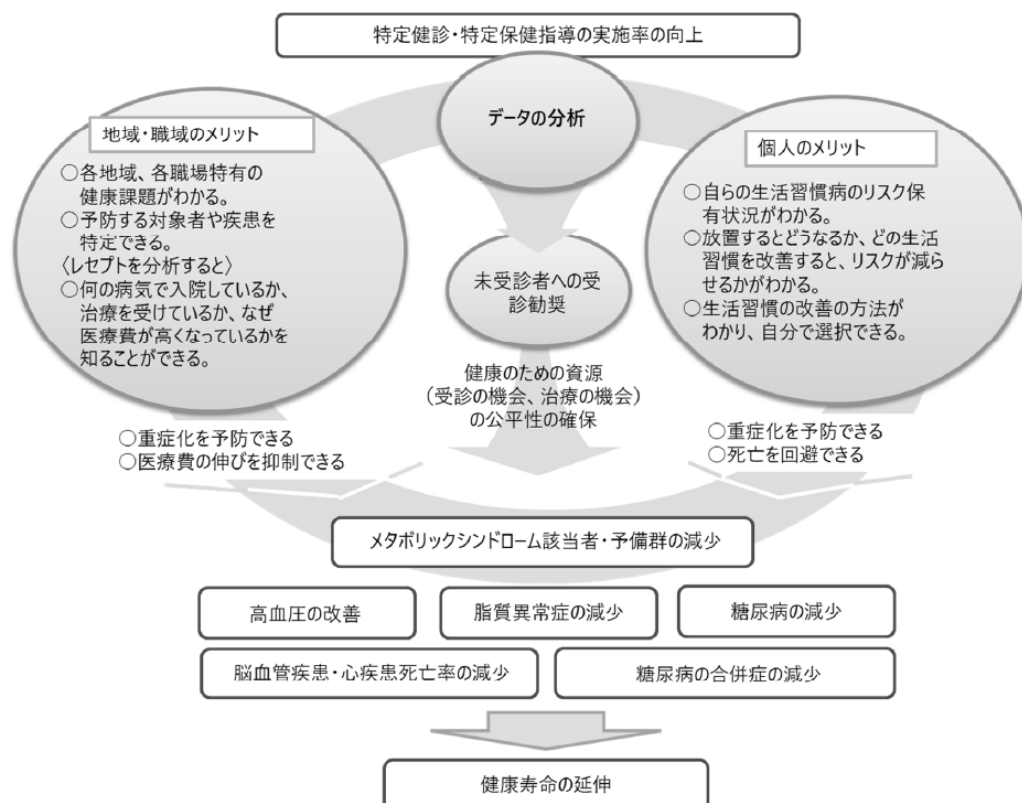 特定健診・特定保健指導の実施率の向上
データの分析
地域・職域のメリット
○各地域、各職場特有の
健康課題がわかる。
○予防する対象者や疾患を
特定できる。
〈レセプトを分析すると〉
○何の病気で入院しているか、
治療を受けているか、なぜ
医療費が高くなっているかを
知ることができる。
個人のメリット
○自らの生活習慣病のリスク保
有状況がわかる。
○放置するとどうなるか、どの生活
習慣を改善すると、リスクが減ら
せるかがわかる。
○生活習慣の改善の方法が
わかり、自分で選択できる。
未受診者への受
診勧奨
健康のための資源
（受診の機会、治療の機会）
の公平性の確保
○重症化を予防できる
○医療費の伸びを抑制できる
○重症化を予防できる
○死亡を回避できる
メタボリックシンドローム該当者・予備群の減少
高血圧の改善
脂質異常症の減少
糖尿病の減少
脳血管疾患・心疾患死亡率の減少
糖尿病の合併症の減少
健康寿命の延伸